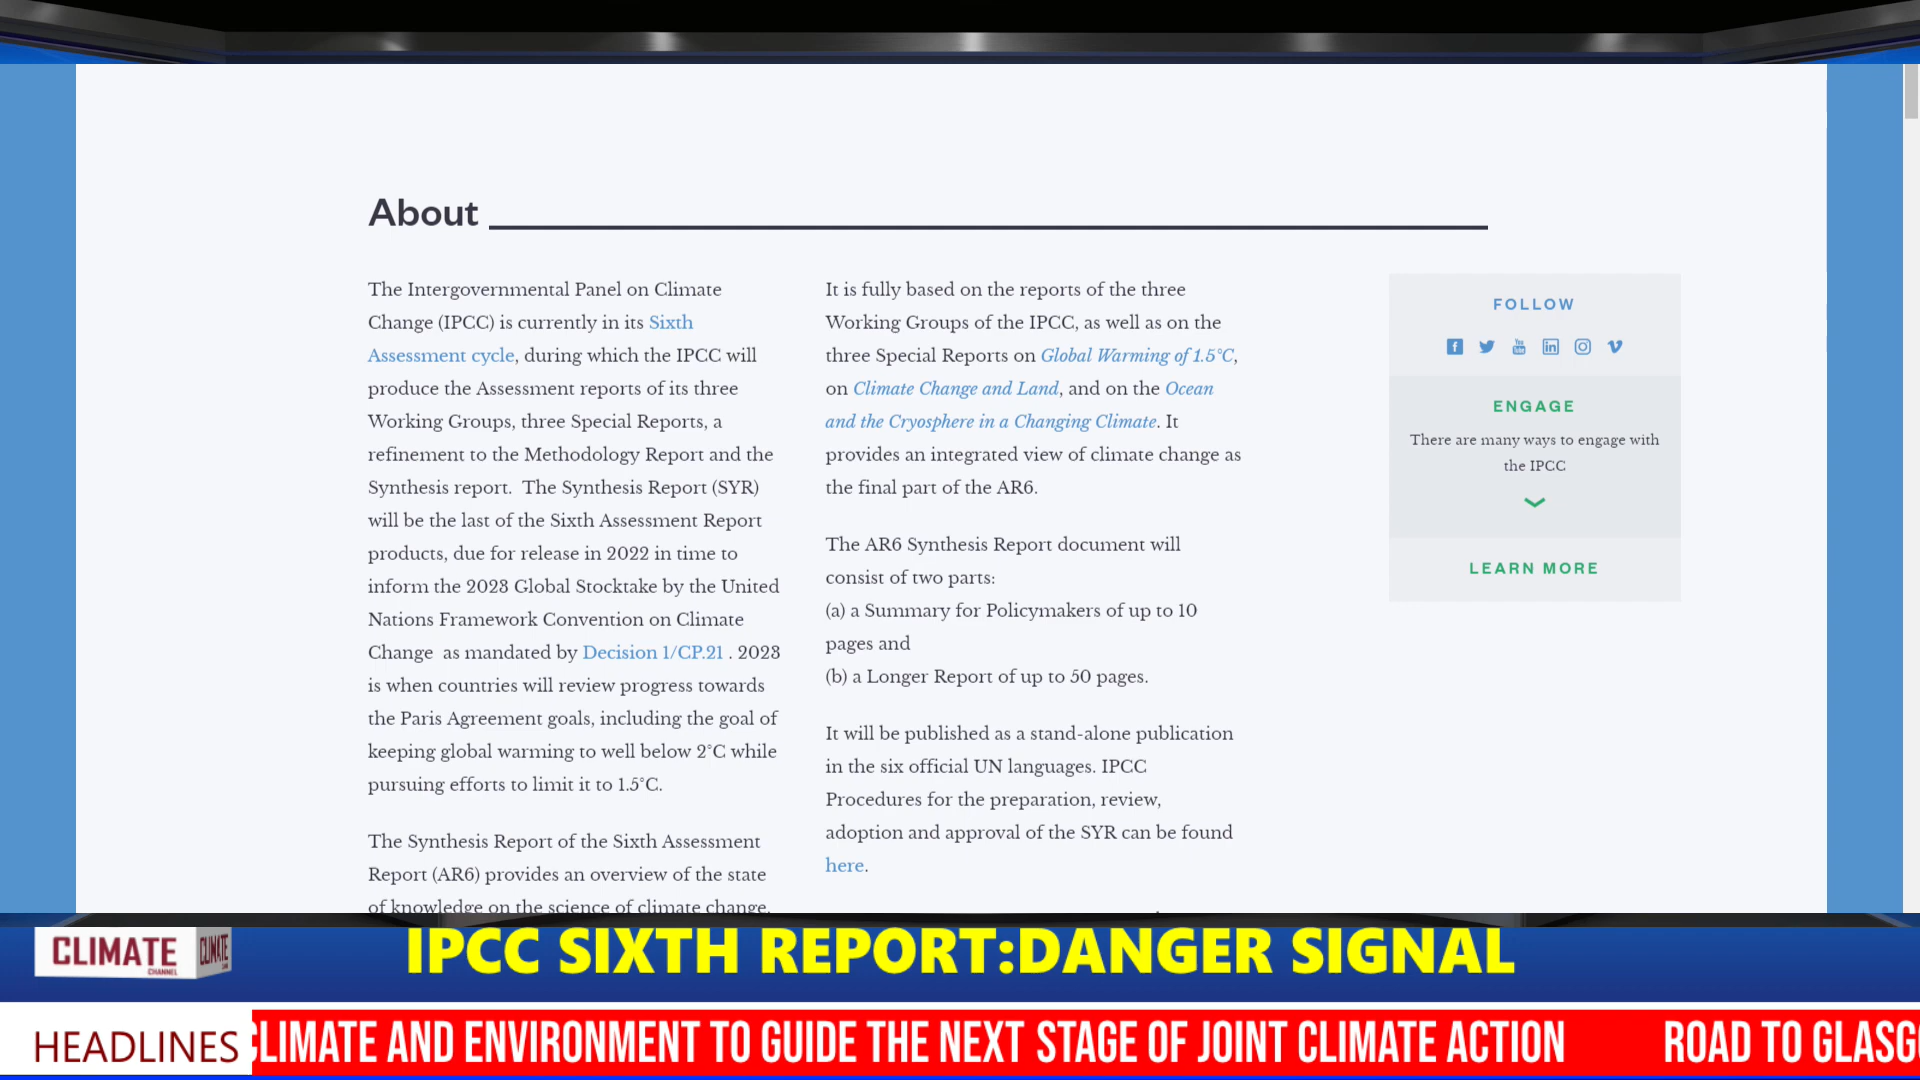 About
The Intergovernmental Panel on Climate
Change (IPCC) is currently in its Sixth
Assessment cycle, during which the IPCC will
produce the Assessment reports of its three
Working Groups, three Special Reports, a
refinement to the Methodology Report and the
Synthesis report.  The Synthesis Report (SYR)
will be the last of the Sixth Assessment Report
products, due for release in 2022 in time to
inform the 2023 Global Stocktake by the United
Nations Framework Convention on Climate
Change  as mandated by Decision 1/CP.21 . 2023
is when countries will review progress towards
the Paris Agreement goals, including the goal of
keeping global warming to well below 2°C while
pursuing efforts to limit it to 1.5°C.
The Synthesis Report of the Sixth Assessment
Report (AR6) provides an overview of the state
of knowledge on the science of climate change,
It is fully based on the reports of the three
Working Groups of the IPCC, as well as on the
three Special Reports on Global Warming of 1.5°C,
on Climate Change and Land, and on the Ocean
and the Cryosphere in a Changing Climate. It
provides an integrated view of climate change as
the final part of the AR6.
The AR6 Synthesis Report document will
consist of two parts:
(a) a Summary for Policymakers of up to 10
pages and
(b) a Longer Report of up to 50 pages.
It will be published as a stand-alone publication
in the six official UN languages. IPCC
Procedures for the preparation, review,
adoption and approval of the SYR can be found
here.
FOLLOW
ENGAGE
There are many ways to engage with
the IPCC
LEARN MORE
CLIMATE
CHANNEL
CLIMATE
IPCC SIXTH REPORT:DANGER SIGNAL
HEADLINES
CLIMATE AND ENVIRONMENT TO GUIDE THE NEXT STAGE OF JOINT CLIMATE ACTION
ROAD TO GLASG